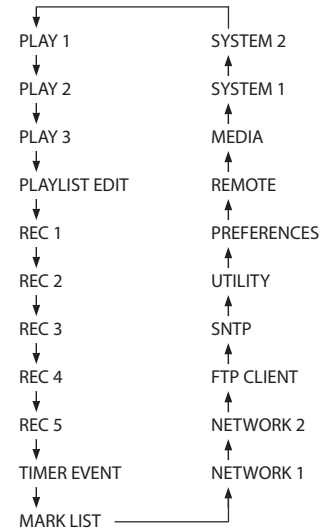 PLAY 1
PLAY 2
PLAY 3
PLAYLIST EDIT
REC 1
REC 2
REC 3
REC 4
REC 5
TIMER EVENT
MARK LIST
NETWORK 1
NETWORK 2
FTP CLIENT
SNTP
UTILITY
PREFERENCES
REMOTE
MEDIA
SYSTEM 1
SYSTEM 2